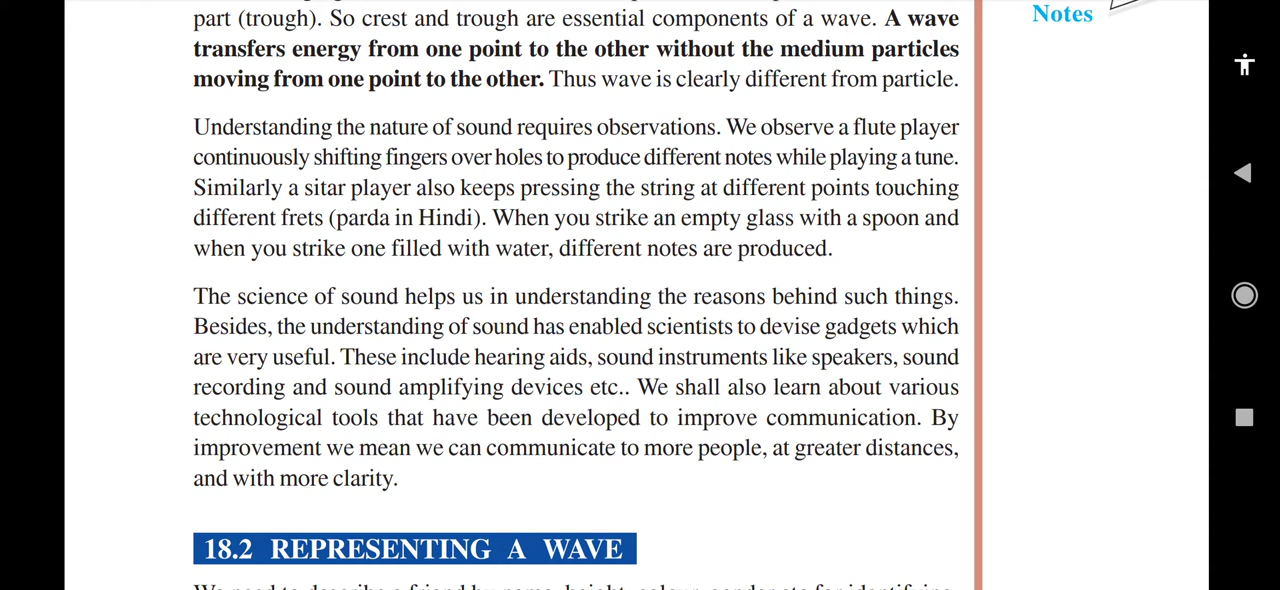 part (trough). So crest and trough are essential components of a wave. A wave
Notes
transfers energy from one point to the other without the medium particles
moving from one point to the other. Thus wave is clearly different from particle.
Understanding the nature of sound requires observations. We observe a flute player
continuously shifting fingers over holes to produce different notes while playing a tune.
Similarly a sitar player also keeps pressing the string at different points touching
different frets (parda in Hindi). When you strike an empty glass with a spoon and
when you strike one filled with water, different notes are produced.
The science of sound helps us in understanding the reasons behind such things.
Besides, the understanding of sound has enabled scientists to devise gadgets which
are very useful. These include hearing aids, sound instruments like speakers, sound
recording and sound amplifying devices etc.. We shall also learn about various
technological tools that have been developed to improve communication. By
improvement we mean we can communicate to more people, at greater distances,
and with more clarity.
18.2 REPRESENTING A WAVE